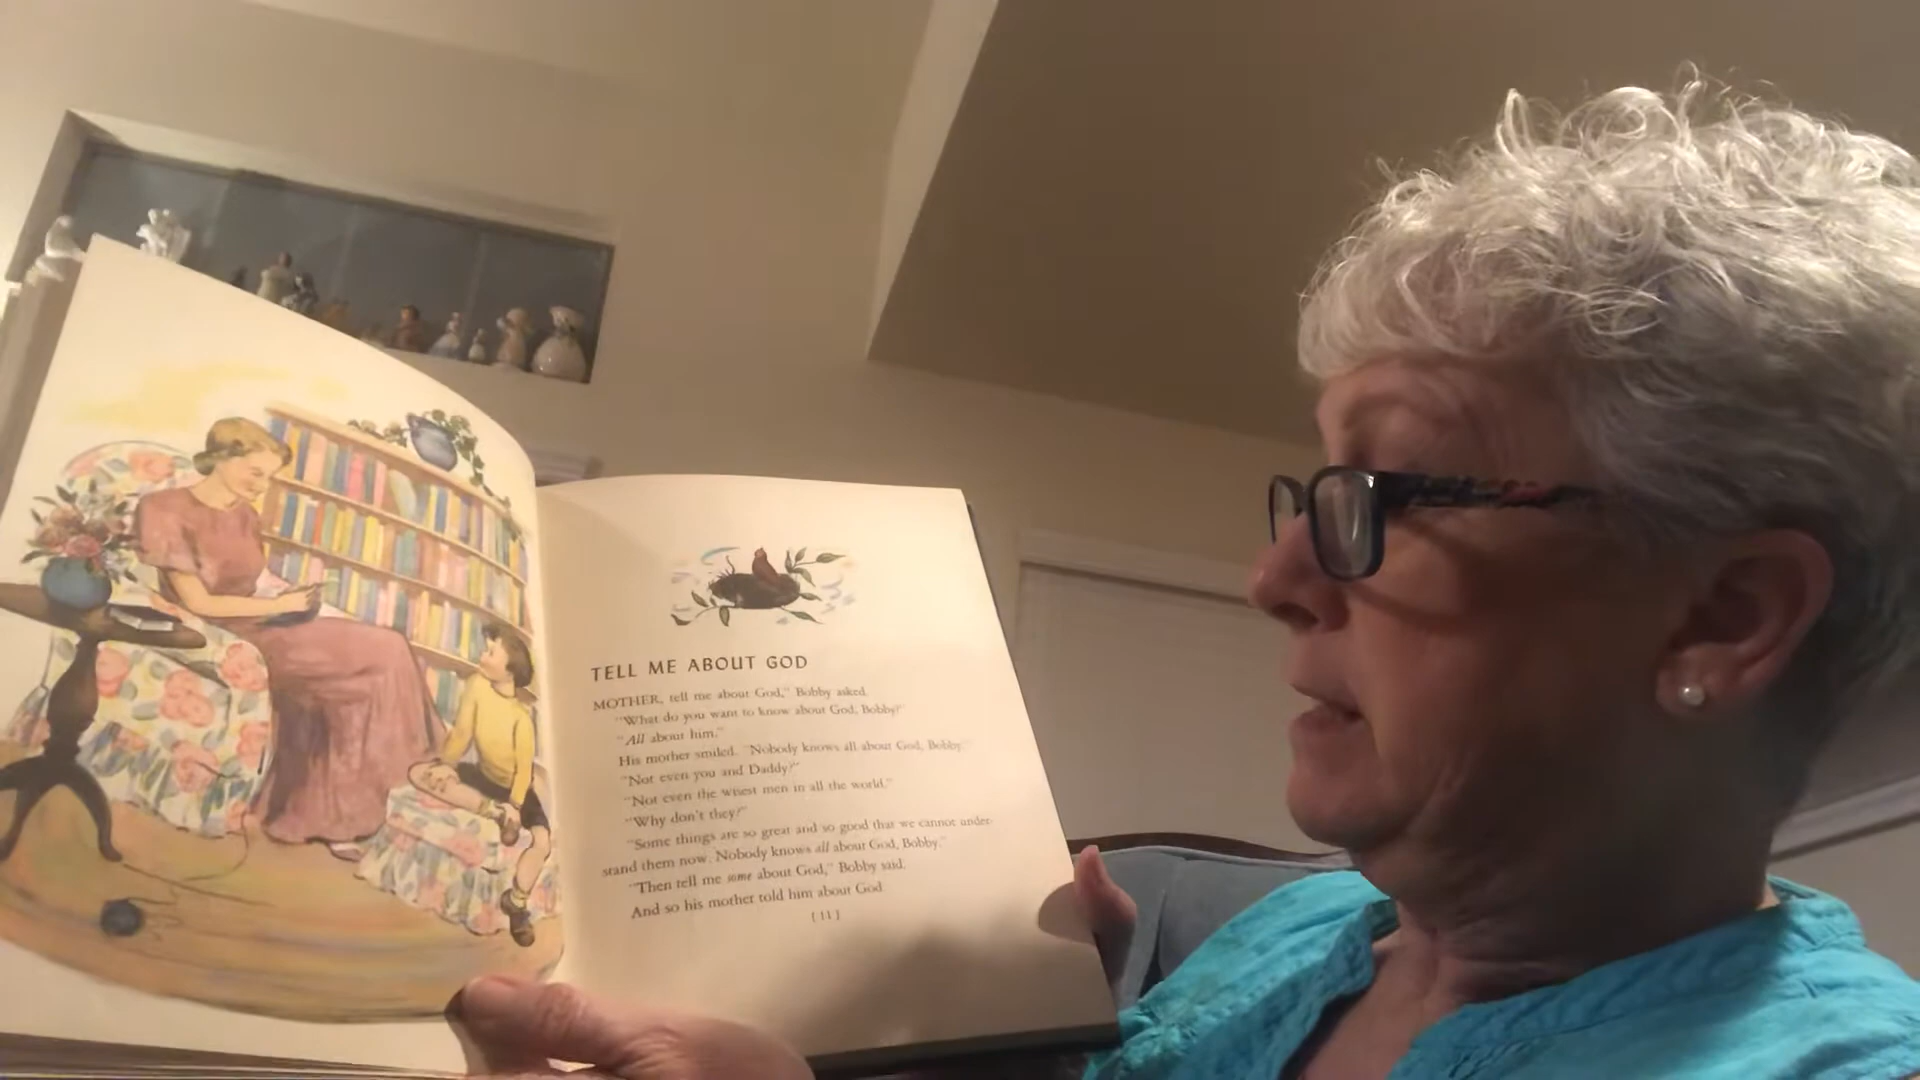 TELL ME ABOUT GOD
MOTHER, tell me about God," Bobby asked.
"What do you want to know about God, Bobby?"
"All about him."
His mother smiled. "Nobody knows all about God, Bobby."
"Not even you and Daddy?"
"Not even the wisest men in all the world."
"Why don't they?"
"Some things are so great and so good that we cannot under-
stand them now. Nobody knows all about God, Bobby."
"Then tell me some about God," Bobby said.
And so his mother told him about God.
[ 11 ]